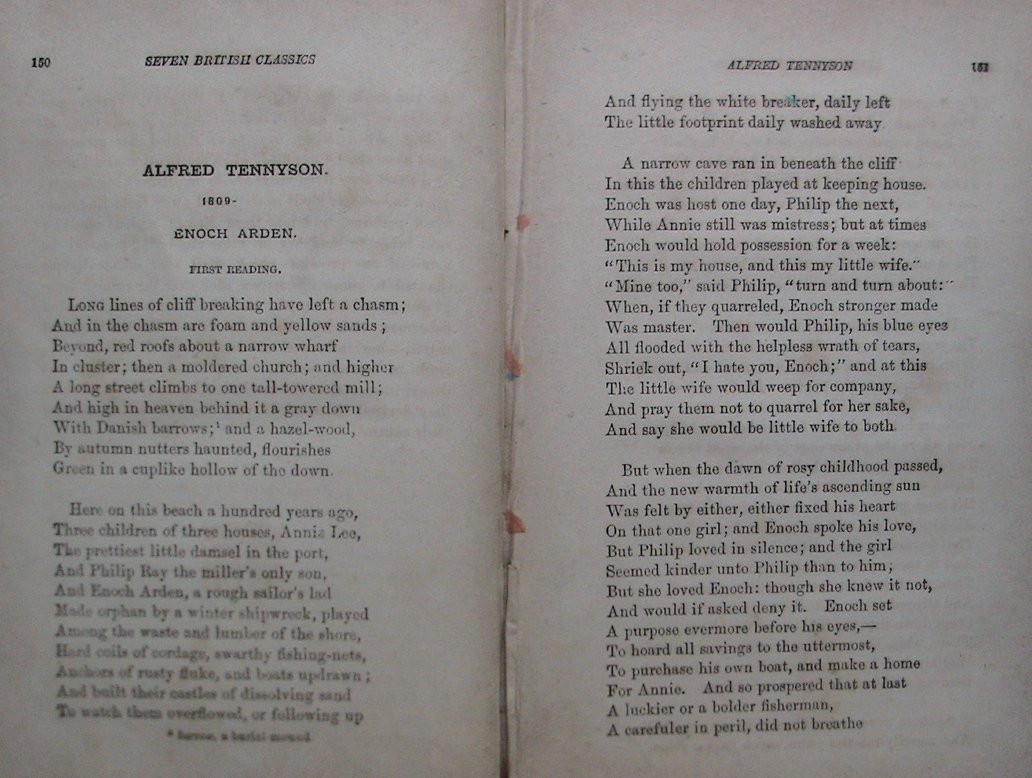 150
SEVEN BRITISH CLASSICS
ALFRED TENNYSON.
1809-
ENOCH ARDEN.
FIRST READING.
LONG lines of cliff breaking have left a chasm;
And in the chasm are foam and yellow sands;
Beyond, red roofs about a narrow wharf
In cluster; then a moldered church; and higher
A long street climbs to one tall-towered mill;
And high in heaven behind it a gray down
With Danish barrows;¹ and a hazel-wood,
By autumn nutters haunted, flourishes
Green in a cuplike hollow of the down.
Here on this beach a hundred years ago,
Three children of three houses, Annie Lee,
The prettiest little damsel in the port,
And Philip Ray the miller's only son,
And Enoch Arden, a rough sailor's lad
Made orphan by a winter shipwreck, played
Among the waste and lumber of the shore,
Hard coils of cordage, swarthy fishing-nets,
Anchors of rusty fluke, and boats updrawn;
And built their castles of dissolving sand
To watch them overflowed, or following up
¹ barrow, a burial mound.
ALFRED TENNYSON
151
And flying the white breaker, daily left
The little footprint daily washed away
A narrow cave ran in beneath the cliff
In this the children played at keeping house.
Enoch was host one day, Philip the next,
While Annie still was mistress; but at times
Enoch would hold possession for a week:
"This is my house, and this my little wife."
"Mine too," said Philip, "turn and turn about:"
When, if they quarreled, Enoch stronger made
Was master. Then would Philip, his blue eyes
All flooded with the helpless wrath of tears,
Shriek out, "I hate you, Enoch;" and at this
The little wife would weep for company,
And pray them not to quarrel for her sake,
And say she would be little wife to both.
But when the dawn of rosy childhood passed,
And the new warmth of life's ascending sun
Was felt by either, either fixed his heart
On that one girl; and Enoch spoke his love,
But Philip loved in silence; and the girl
Seemed kinder unto Philip than to him;
But she loved Enoch: though she knew it not,
And would if asked deny it. Enoch set
A purpose evermore before his eyes,—
To hoard all savings to the uttermost,
To purchase his own boat, and make a home
For Annie. And so prospered that at last
A luckier or a bolder fisherman,
A carefuler in peril, did not breathe